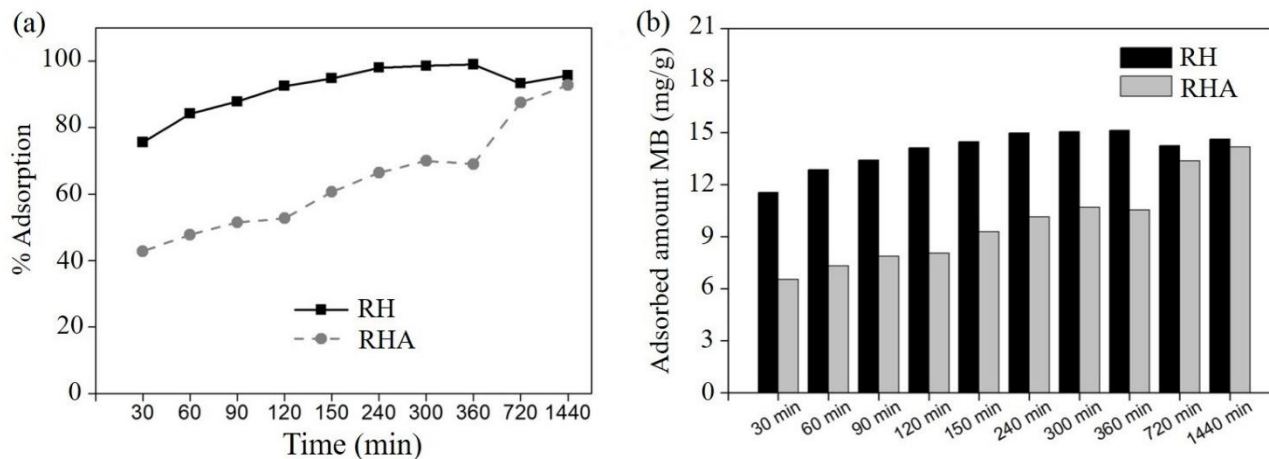 (a)
% Adsorption
100
80
60
40
20
0
RH
RHA
30 60 90 120 150 240 300 360 720 1440
Time (min)
(b)
Adsorbed amount MB (mg/g)
21
18
15
12
9
6
3
0
RH
RHA
30 min 60 min 90 min 120 min 150 min 240 min 300 min 360 min 720 min 1440 min